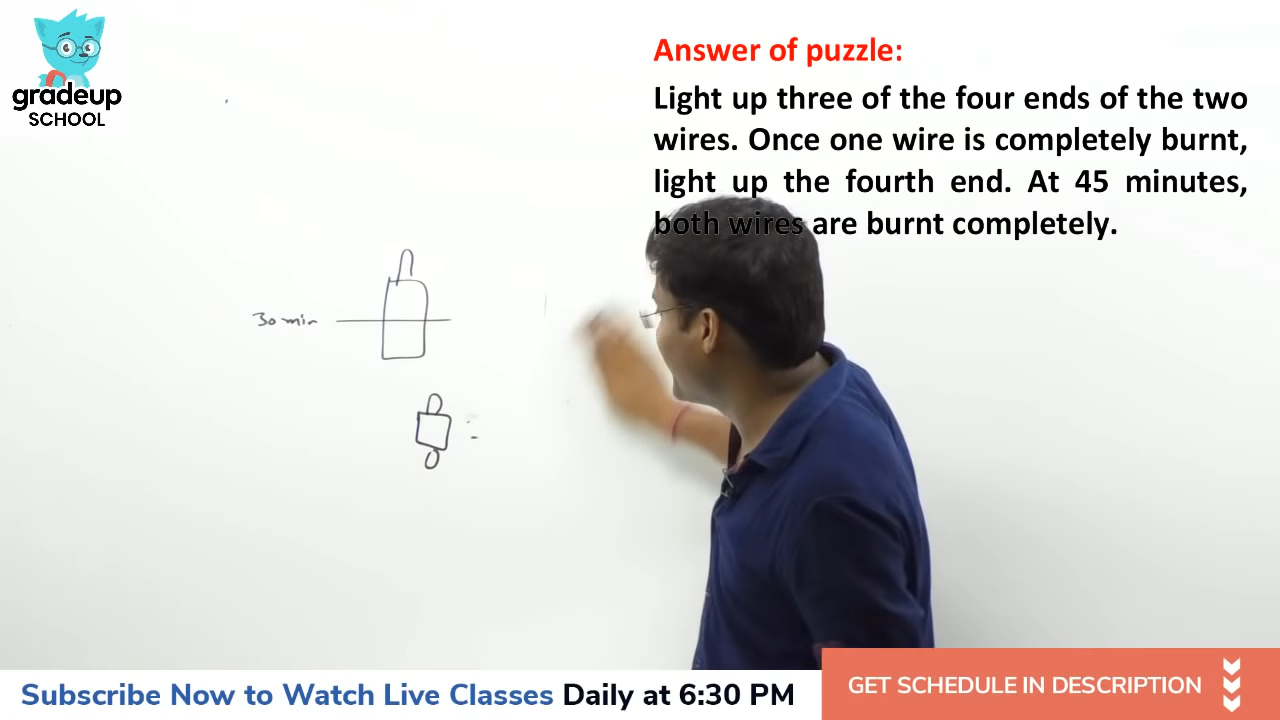 gradeup
SCHOOL
Answer of puzzle:
Light up three of the four ends of the two
wires. Once one wire is completely burnt,
light up the fourth end. At 45 minutes,
both wires are burnt completely.
30 min
Subscribe Now to Watch Live Classes Daily at 6:30 PM
GET SCHEDULE IN DESCRIPTION